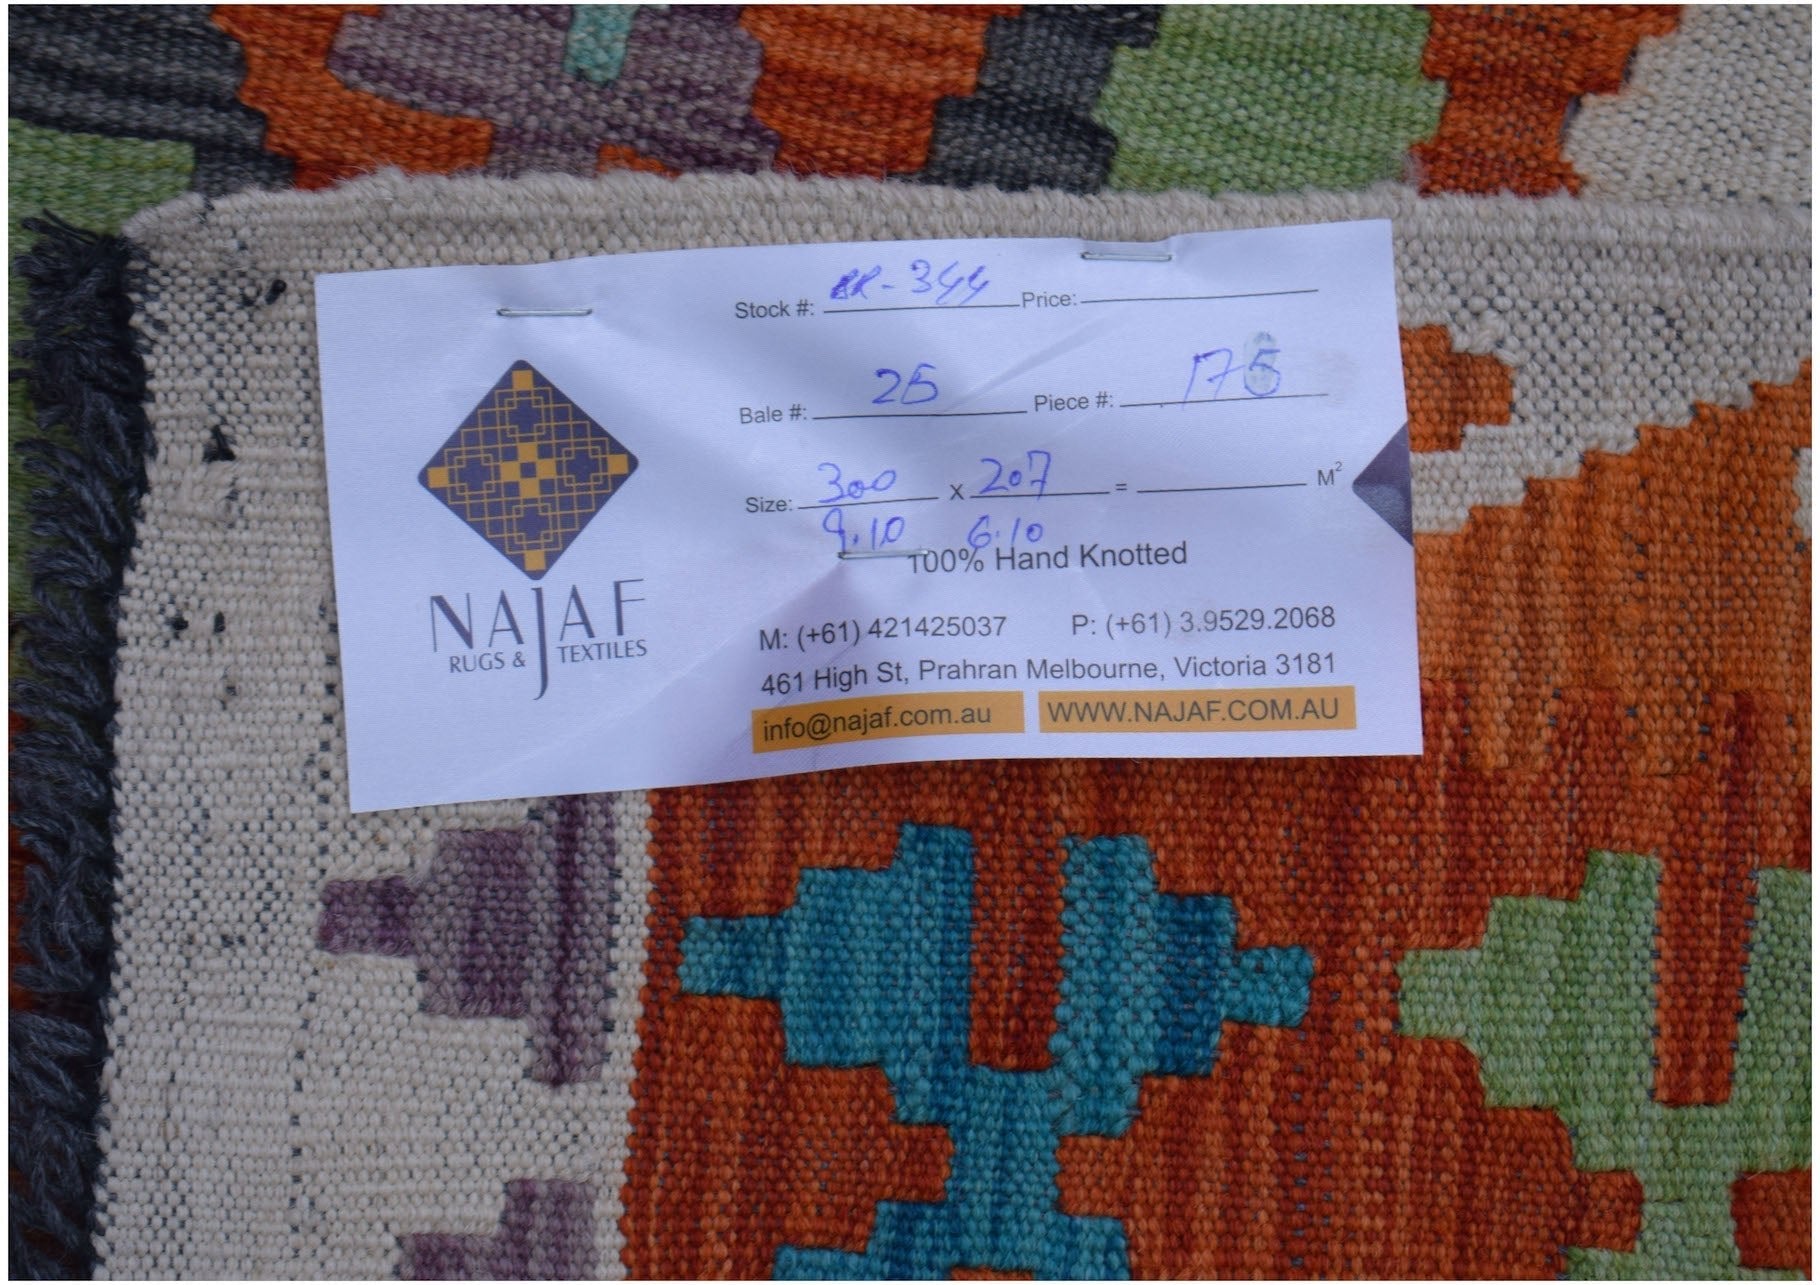 Stock #: RR-344 Price:
Bale #: 25 Piece #: 175
Size: 300 x 207 = M²
9.10 6.10
100% Hand Knotted
NAJAF
RUGS & TEXTILES
M: (+61) 421425037 P: (+61) 3.9529.2068
461 High St, Prahran Melbourne, Victoria 3181
info@najaf.com.au WWW.NAJAF.COM.AU